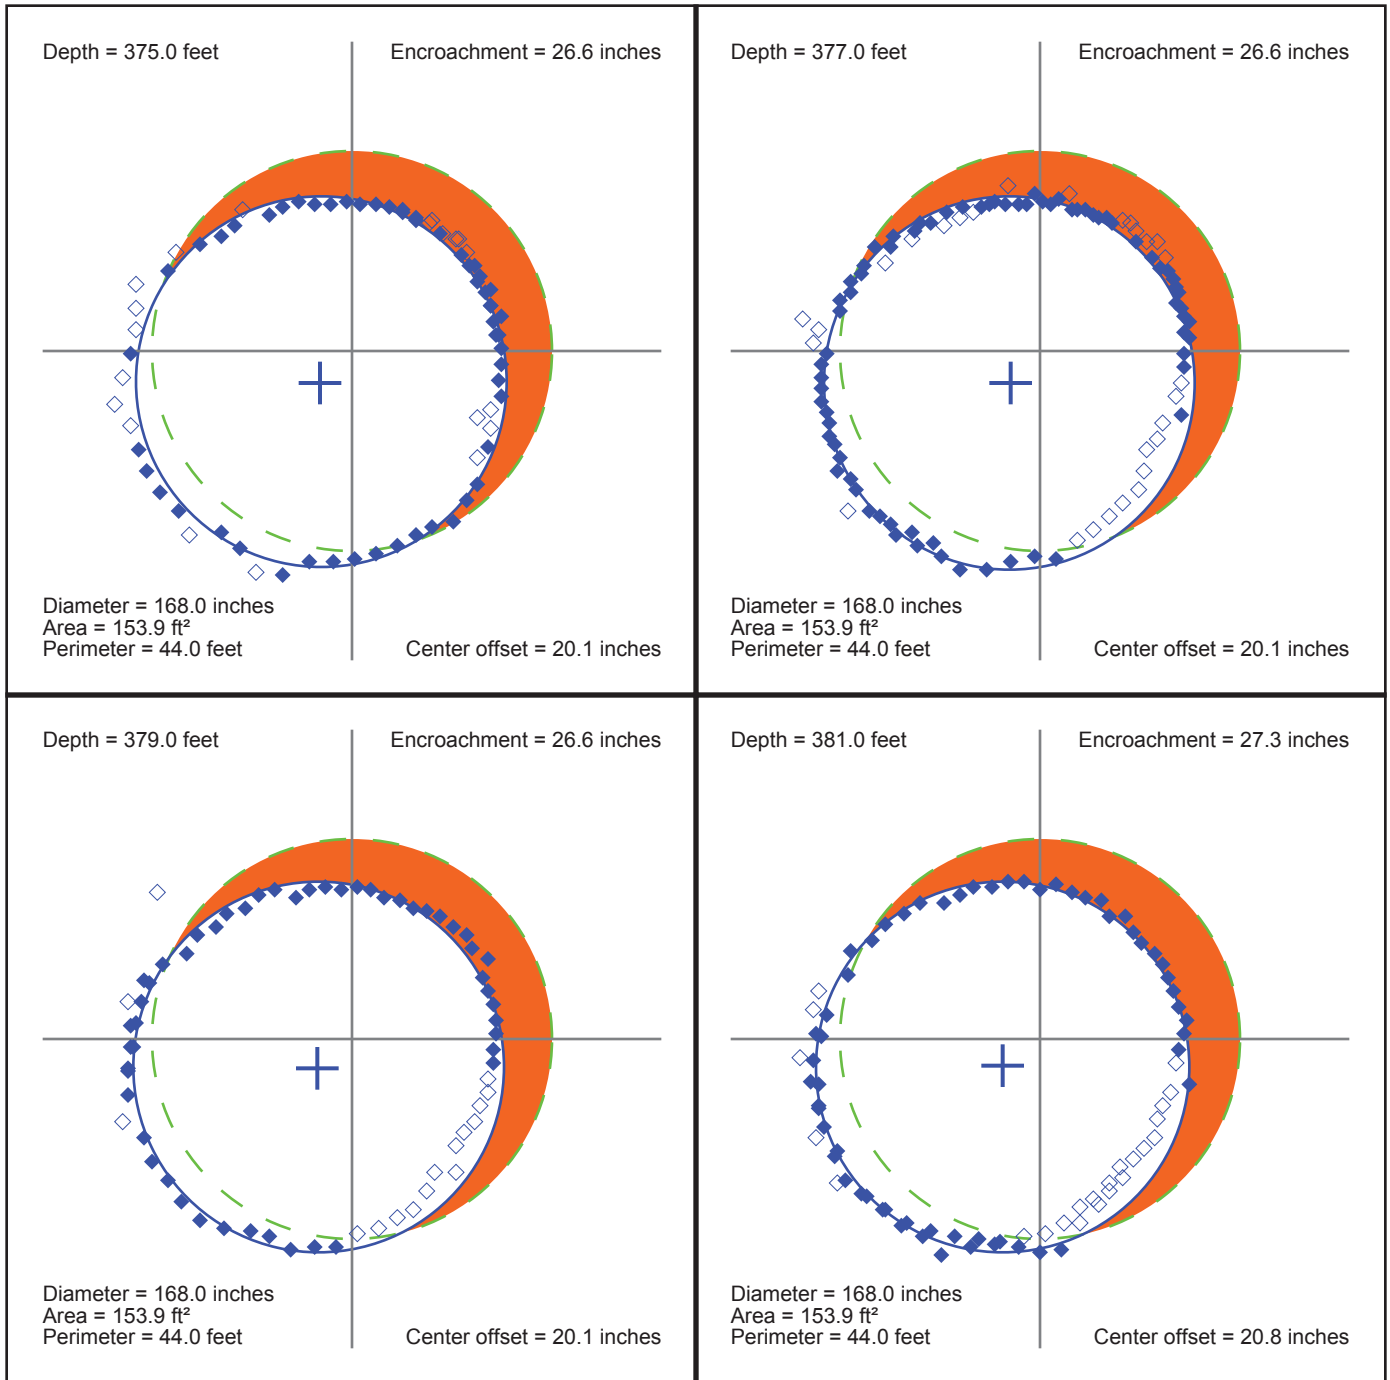 Depth = 375.0 feet
Encroachment = 26.6 inches
Diameter = 168.0 inches
Area = 153.9 ft²
Perimeter = 44.0 feet
Center offset = 20.1 inches
Depth = 377.0 feet
Encroachment = 26.6 inches
Diameter = 168.0 inches
Area = 153.9 ft²
Perimeter = 44.0 feet
Center offset = 20.1 inches
Depth = 379.0 feet
Encroachment = 26.6 inches
Diameter = 168.0 inches
Area = 153.9 ft²
Perimeter = 44.0 feet
Center offset = 20.1 inches
Depth = 381.0 feet
Encroachment = 27.3 inches
Diameter = 168.0 inches
Area = 153.9 ft²
Perimeter = 44.0 feet
Center offset = 20.8 inches